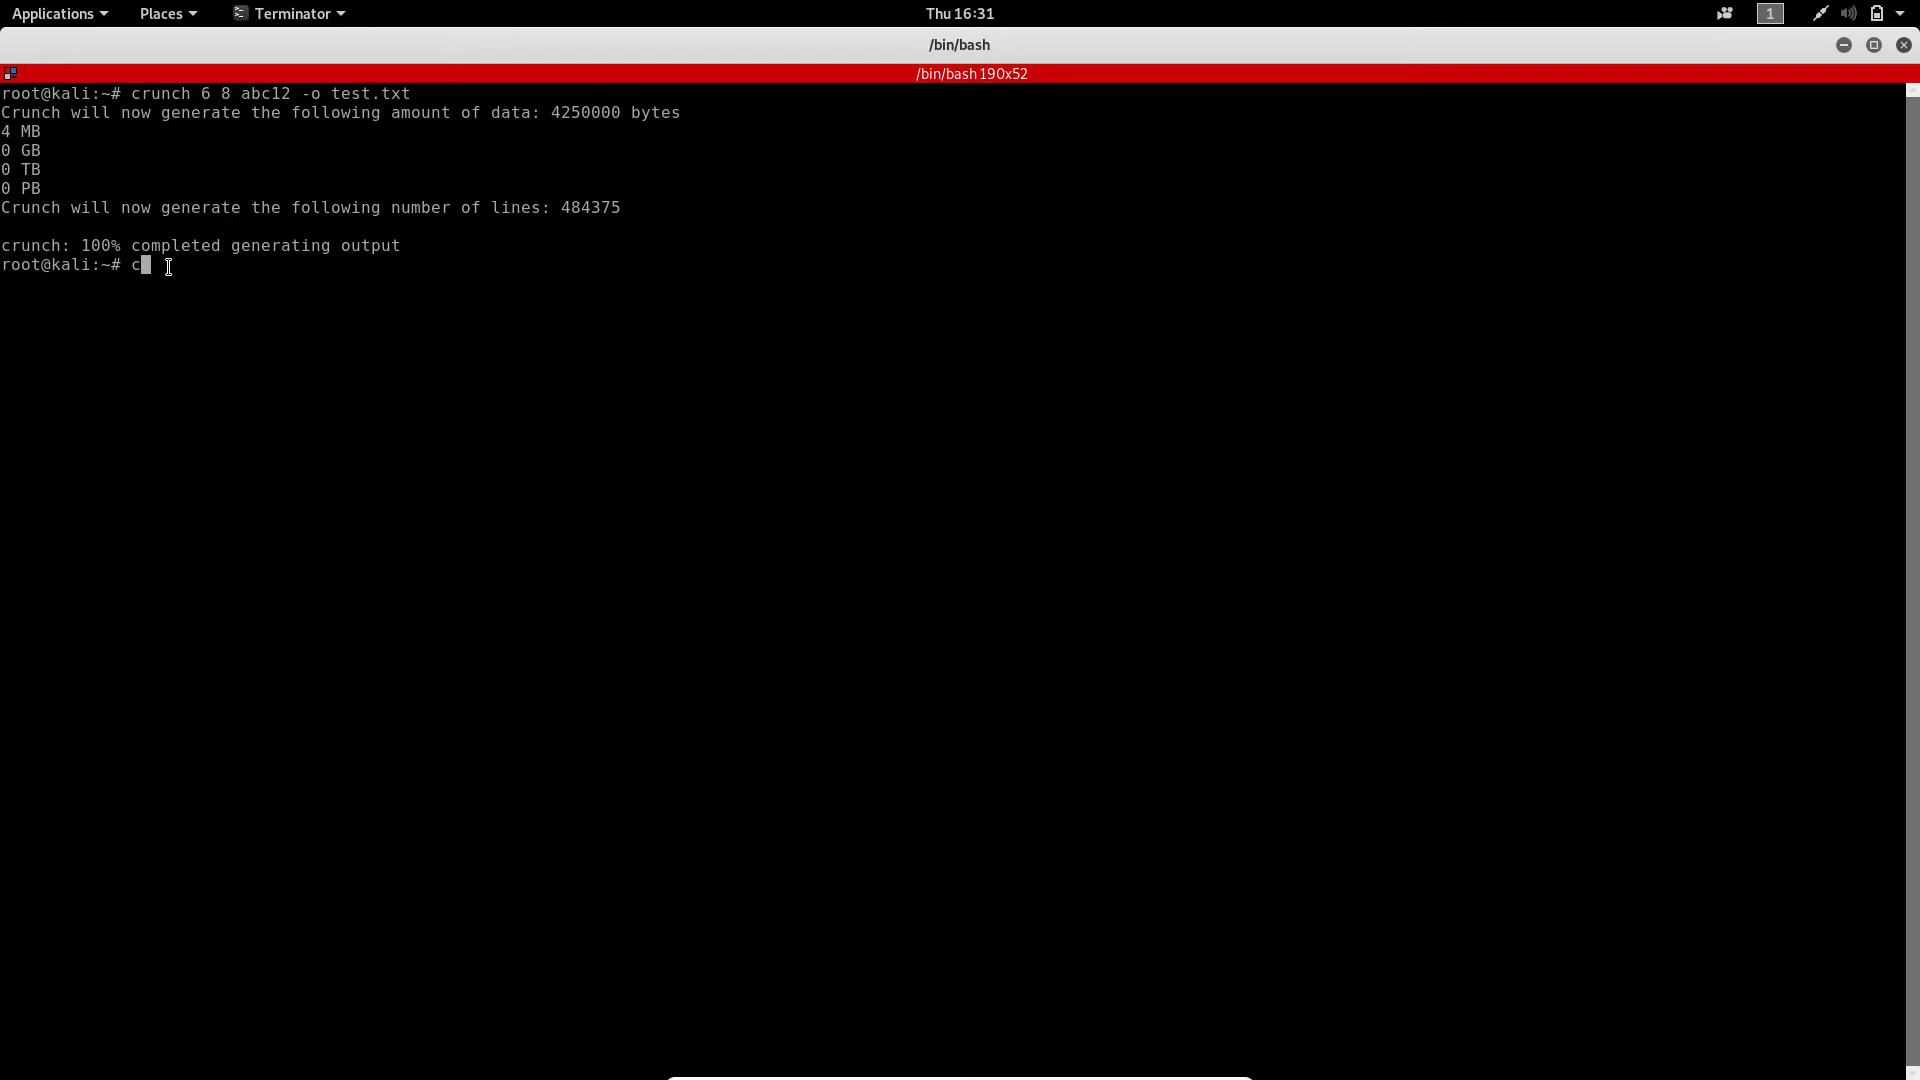 Applications Places Terminator Thu 16:31 1
/bin/bash
/bin/bash 190x52
root@kali:~# crunch 6 8 abc12 -o test.txt
Crunch will now generate the following amount of data: 4250000 bytes
4 MB
0 GB
0 TB
0 PB
Crunch will now generate the following number of lines: 484375
crunch: 100% completed generating output
root@kali:~# c